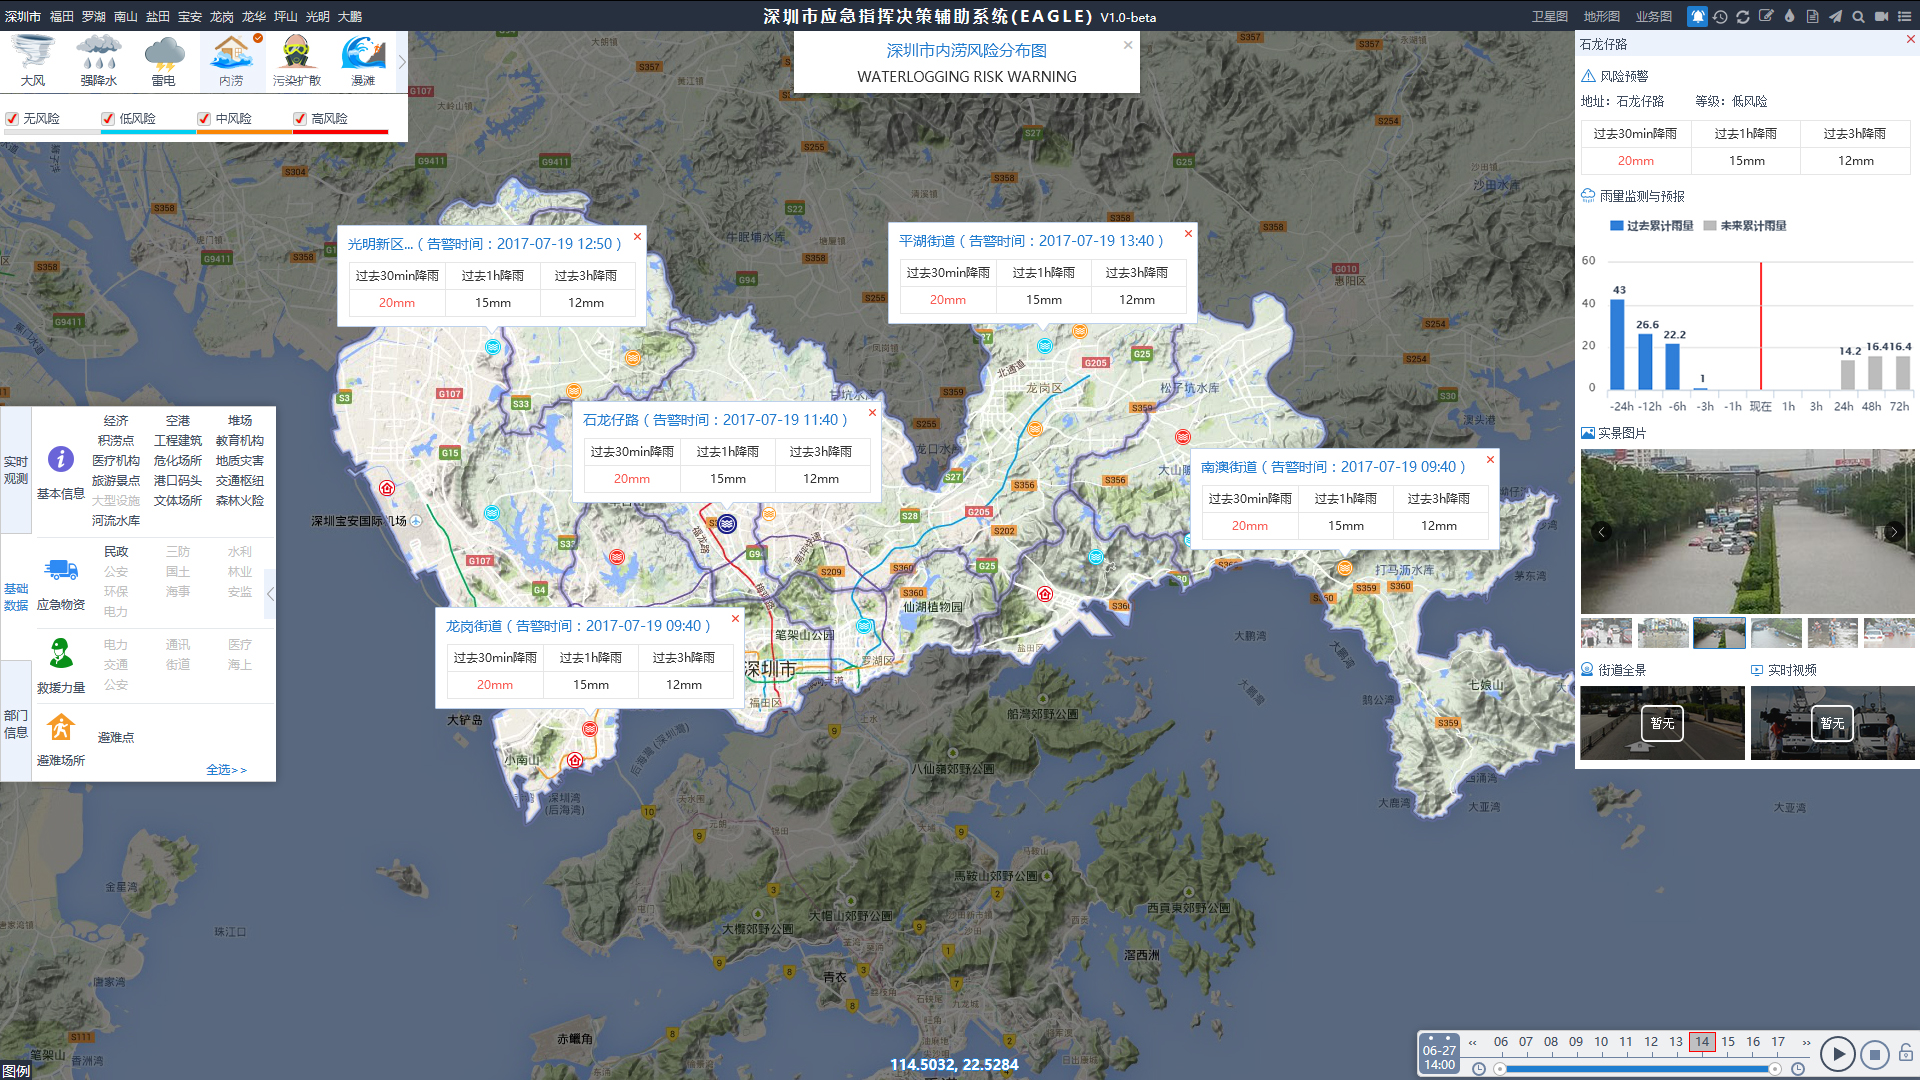 深圳市 福田 罗湖 南山 盐田 宝安 龙岗 龙华 坪山 光明 大鹏
深圳市应急指挥决策辅助系统(EAGLE) V1.0-beta
卫星图 地形图 业务图
大风 强降水 雷电 内涝 污染扩散 漫滩
无风险 低风险 中风险 高风险
深圳市内涝风险分布图 ×
WATERLOGGING RISK WARNING
石龙仔路
风险预警
地址：石龙仔路 等级：低风险
过去30min降雨 过去1h降雨 过去3h降雨
20mm 15mm 12mm
雨量监测与预报
过去累计雨量 未来累计雨量
60
40
20
0
43 26.6 22.2 1 14.2 16.4 16.4
-24h -12h -6h -3h -1h 现在 1h 3h 24h 48h 72h
实景图片
街道全景 实时视频
暂无 暂无
光明新区...（告警时间：2017-07-19 12:50）
过去30min降雨 过去1h降雨 过去3h降雨
20mm 15mm 12mm
平湖街道（告警时间：2017-07-19 13:40）
过去30min降雨 过去1h降雨 过去3h降雨
20mm 15mm 12mm
石龙仔路（告警时间：2017-07-19 11:40）
过去30min降雨 过去1h降雨 过去3h降雨
20mm 15mm 12mm
南澳街道（告警时间：2017-07-19 09:40）
过去30min降雨 过去1h降雨 过去3h降雨
20mm 15mm 12mm
龙岗街道（告警时间：2017-07-19 09:40）
过去30min降雨 过去1h降雨 过去3h降雨
20mm 15mm 12mm
实时观测
基础数据
部门信息
基本信息
经济 空港 堆场
积涝点 工程建筑 教育机构
医疗机构 危化场所 地质灾害
旅游景点 港口码头 交通枢纽
大型设施 文体场所 森林火险
河流水库
应急物资
民政 三防 水利
公安 国土 林业
环保 海事 安监
电力
救援力量
电力 通讯 医疗
交通 街道 海上
公安
避难场所
避难点
全选>>
G107
S357
S255
S254
S27
G25
G9411
S304
S358
S22
G94
G010
惠阳区
沙田水库
牛眠埔水库
S359
S30
龙岗区
G205
松子坑水库
S3
G15
S33
S28
S202
S356
G4
S209
S360
深圳宝安国际机场
仙湖植物园
笔架山公园
罗湖区
深圳市
福田区
盐田区
打马沥水库
茅东湾
大鹏湾
七娘山
大鹿湾
大亚湾
大铲岛
小南山
深圳湾
(后海湾)
船灣郊野公園
八仙嶺郊野公園
馬鞍山郊野公園
大帽山郊野公園
大欖郊野公園
西貢東郊野公園
滘西洲
青衣
赤鱲角
金星湾
珠江口
唐家湾
S111
笔架山
香洲湾
图例
114.5032, 22.5284
06-27
14:00
06 07 08 09 10 11 12 13 14 15 16 17